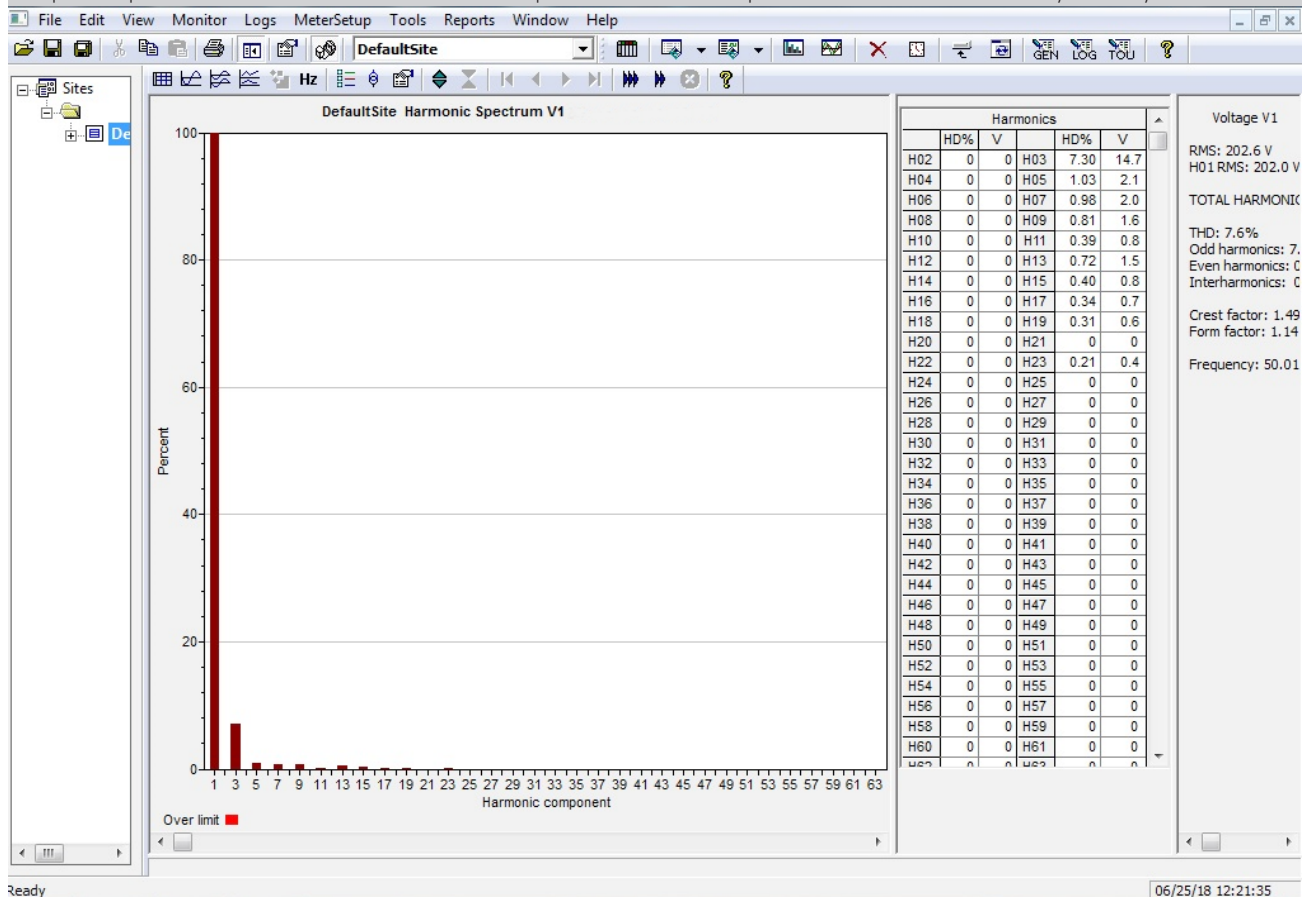 File Edit View Monitor Logs MeterSetup Tools Reports Window Help
DefaultSite
GEN LOG TOU
Hz
Sites
De
DefaultSite Harmonic Spectrum V1
100
80
60
40
20
0
Percent
1 3 5 7 9 11 13 15 17 19 21 23 25 27 29 31 33 35 37 39 41 43 45 47 49 51 53 55 57 59 61 63
Harmonic component
Over limit
Harmonics
HD% V HD% V
H02 0 0 H03 7.30 14.7
H04 0 0 H05 1.03 2.1
H06 0 0 H07 0.98 2.0
H08 0 0 H09 0.81 1.6
H10 0 0 H11 0.39 0.8
H12 0 0 H13 0.72 1.5
H14 0 0 H15 0.40 0.8
H16 0 0 H17 0.34 0.7
H18 0 0 H19 0.31 0.6
H20 0 0 H21 0 0
H22 0 0 H23 0.21 0.4
H24 0 0 H25 0 0
H26 0 0 H27 0 0
H28 0 0 H29 0 0
H30 0 0 H31 0 0
H32 0 0 H33 0 0
H34 0 0 H35 0 0
H36 0 0 H37 0 0
H38 0 0 H39 0 0
H40 0 0 H41 0 0
H42 0 0 H43 0 0
H44 0 0 H45 0 0
H46 0 0 H47 0 0
H48 0 0 H49 0 0
H50 0 0 H51 0 0
H52 0 0 H53 0 0
H54 0 0 H55 0 0
H56 0 0 H57 0 0
H58 0 0 H59 0 0
H60 0 0 H61 0 0
Voltage V1
RMS: 202.6 V
H01 RMS: 202.0 V
TOTAL HARMONIC
THD: 7.6%
Odd harmonics: 7.
Even harmonics: 0
Interharmonics: 0
Crest factor: 1.49
Form factor: 1.14
Frequency: 50.01
Ready
06/25/18 12:21:35